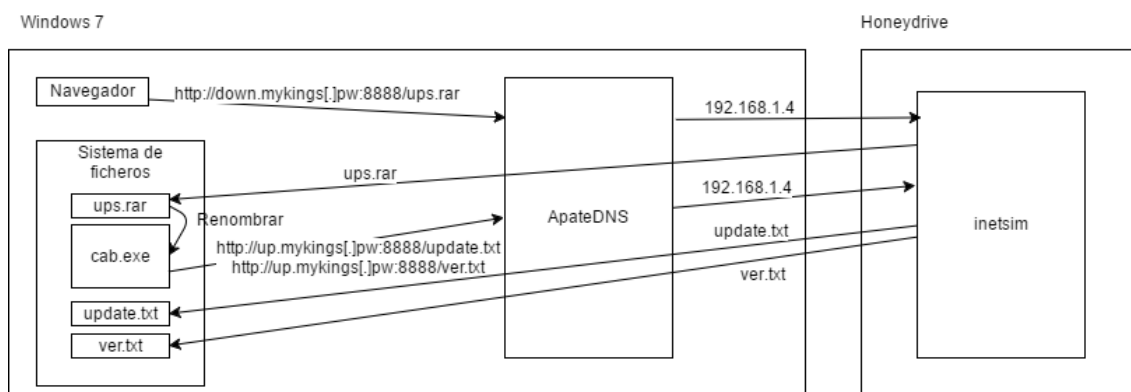 Windows 7
Honeydrive
Navegador
http://down.mykings[.]pw:8888/ups.rar
192.168.1.4
Sistema de
ficheros
ups.rar
ups.rar
Renombrar
192.168.1.4
ApateDNS
inetsim
cab.exe
http://up.mykings[.]pw:8888/update.txt
http://up.mykings[.]pw:8888/ver.txt
update.txt
ver.txt
update.txt
ver.txt